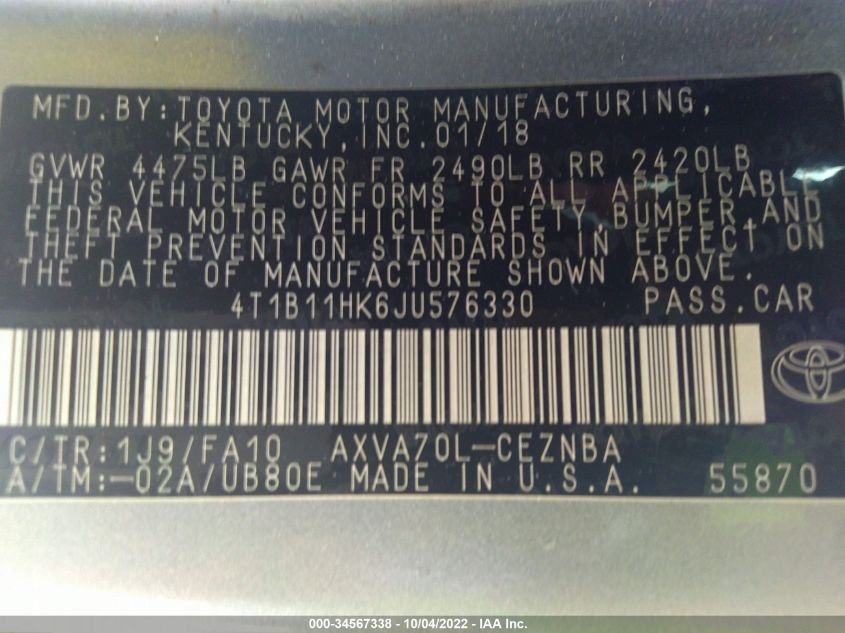 MFD.BY:TOYOTA MOTOR MANUFACTURING,
KENTUCKY,INC.01/18
GVWR 4475LB GAWR FR 2490LB RR 2420LB
THIS VEHICLE CONFORMS TO ALL APPLICABLE
FEDERAL MOTOR VEHICLE SAFETY,BUMPER,AND
THEFT PREVENTION STANDARDS IN EFFECT ON
THE DATE OF MANUFACTURE SHOWN ABOVE.
4T1B11HK6JU576330 PASS.CAR
C/TR:1J9/FA10 AXVA70L-CEZNBA
A/TM:-02A/UB80E MADE IN U.S.A. 55870
000-34567338 - 10/04/2022 - IAA Inc.